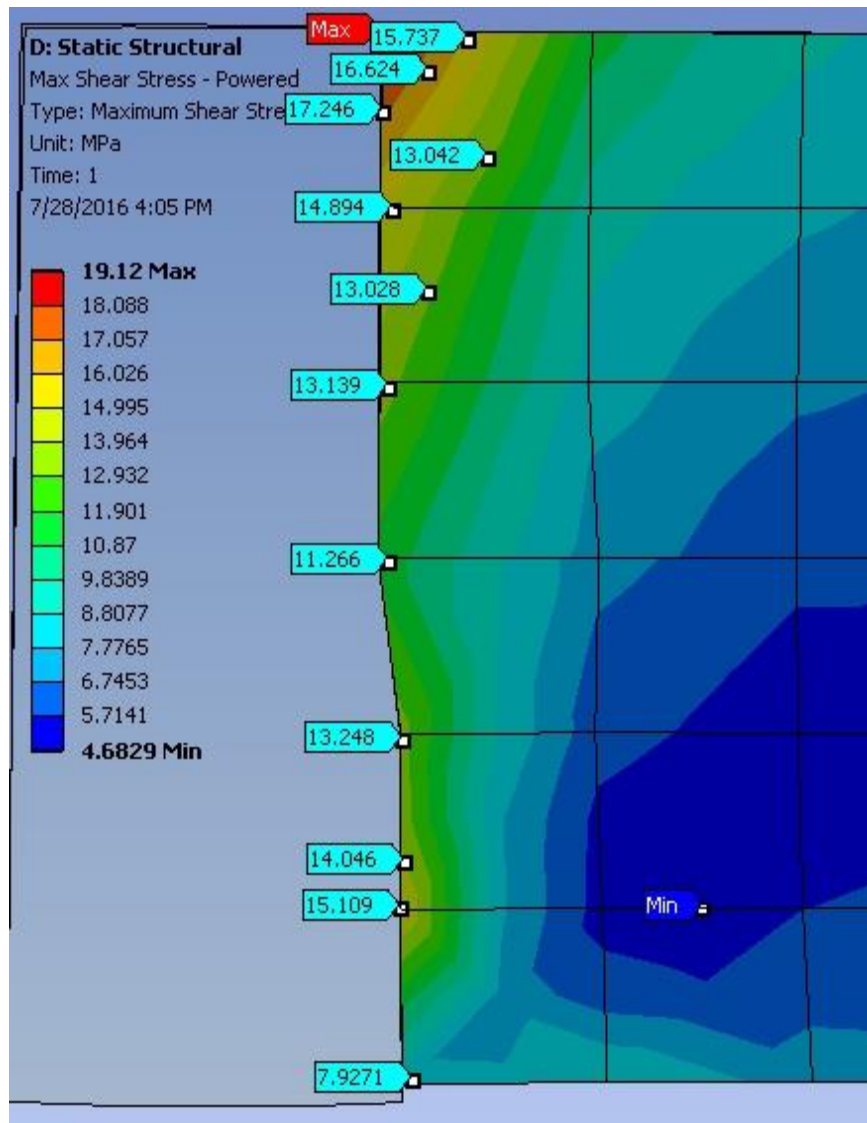 D: Static Structural
Max Shear Stress - Powered
Type: Maximum Shear Stre
Unit: MPa
Time: 1
7/28/2016 4:05 PM
19.12 Max
18.088
17.057
16.026
14.995
13.964
12.932
11.901
10.87
9.8389
8.8077
7.7765
6.7453
5.7141
4.6829 Min
Max
15.737
16.624
17.246
13.042
14.894
13.028
13.139
11.266
13.248
14.046
15.109
Min
7.9271